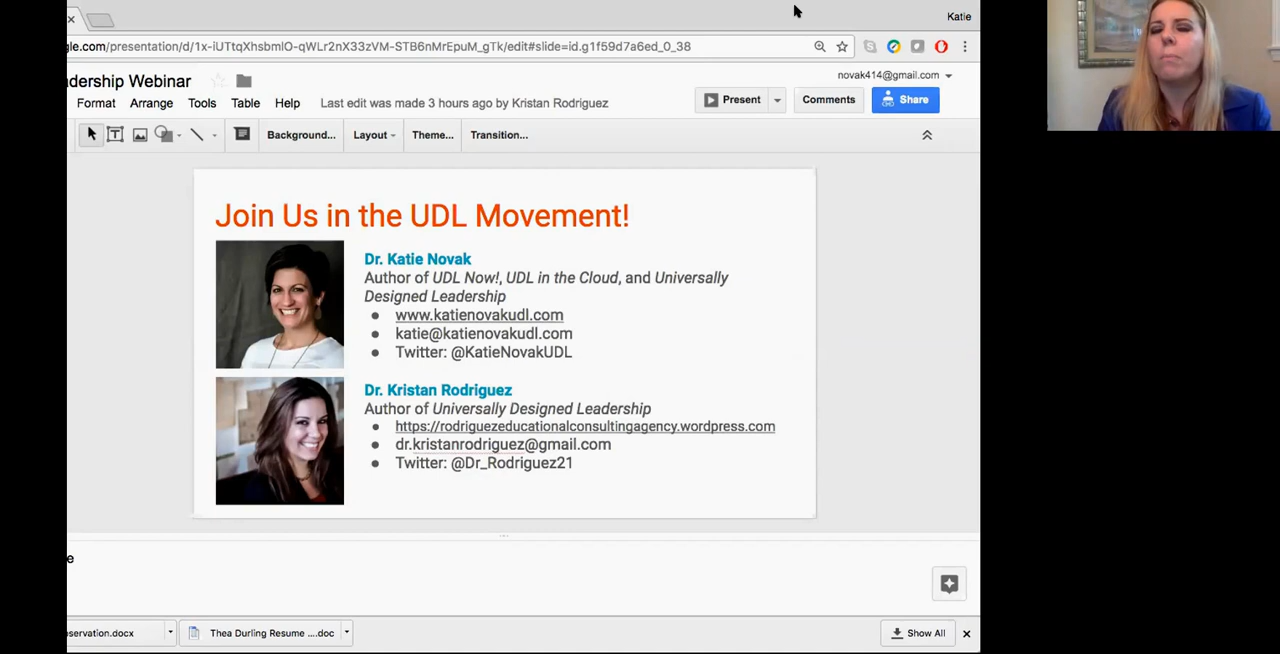 Katie
gle.com/presentation/d/1x-iUTtqXhsbmlO-qWLr2nX33zVM-STB6nMrEpuM_gTk/edit#slide=id.g1f59d7a6ed_0_38
novak414@gmail.com
adership Webinar
Format Arrange Tools Table Help Last edit was made 3 hours ago by Kristan Rodriguez
Present Comments Share
Background... Layout Theme... Transition...
Join Us in the UDL Movement!
Dr. Katie Novak
Author of UDL Now!, UDL in the Cloud, and Universally
Designed Leadership
● www.katienovakudl.com
● katie@katienovakudl.com
● Twitter: @KatieNovakUDL
Dr. Kristan Rodriguez
Author of Universally Designed Leadership
● https://rodriguezeducationalconsultingagency.wordpress.com
● dr.kristanrodriguez@gmail.com
● Twitter: @Dr_Rodriguez21
e
servation.docx Thea Durling Resume ....doc Show All